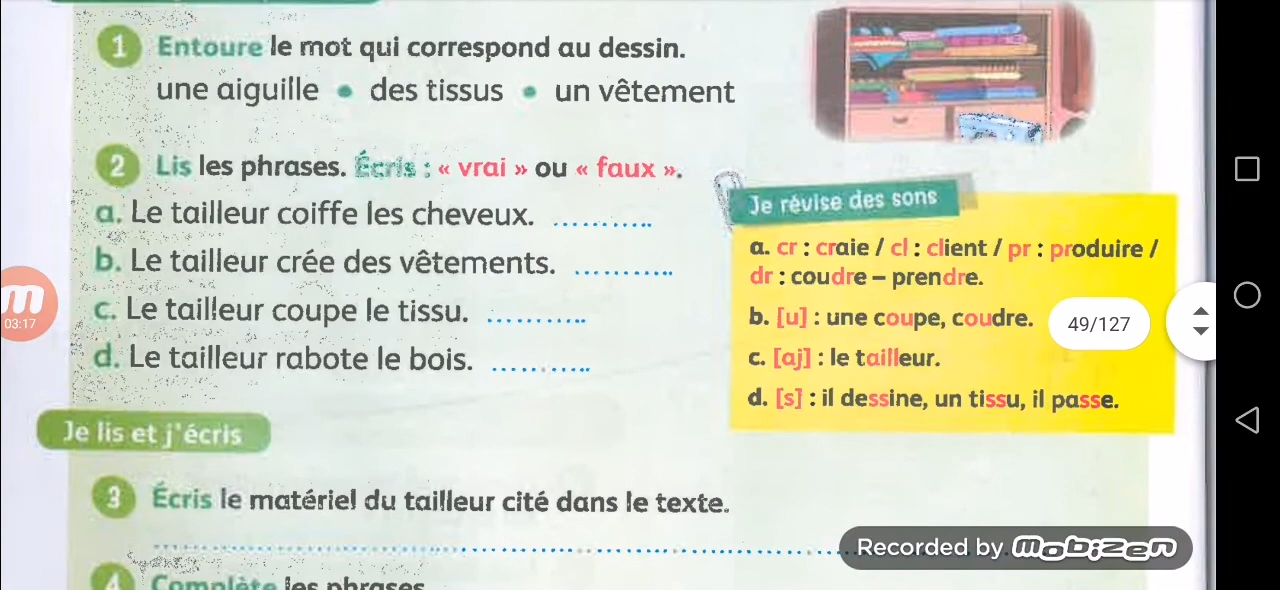 1 Entoure le mot qui correspond au dessin.
une aiguille • des tissus • un vêtement
2 Lis les phrases. Écris : « vrai » ou « faux ».
a. Le tailleur coiffe les cheveux. ............
b. Le tailleur crée des vêtements. ............
c. Le tailleur coupe le tissu. ............
d. Le tailleur rabote le bois. ............
Je révise des sons
a. cr : craie / cl : client / pr : produire /
dr : coudre – prendre.
b. [u] : une coupe, coudre.
c. [aj] : le tailleur.
d. [s] : il dessine, un tissu, il passe.
49/127
03:17
Je lis et j'écris
3 Écris le matériel du tailleur cité dans le texte.
Recorded by mobizen
4 Complète les phrases